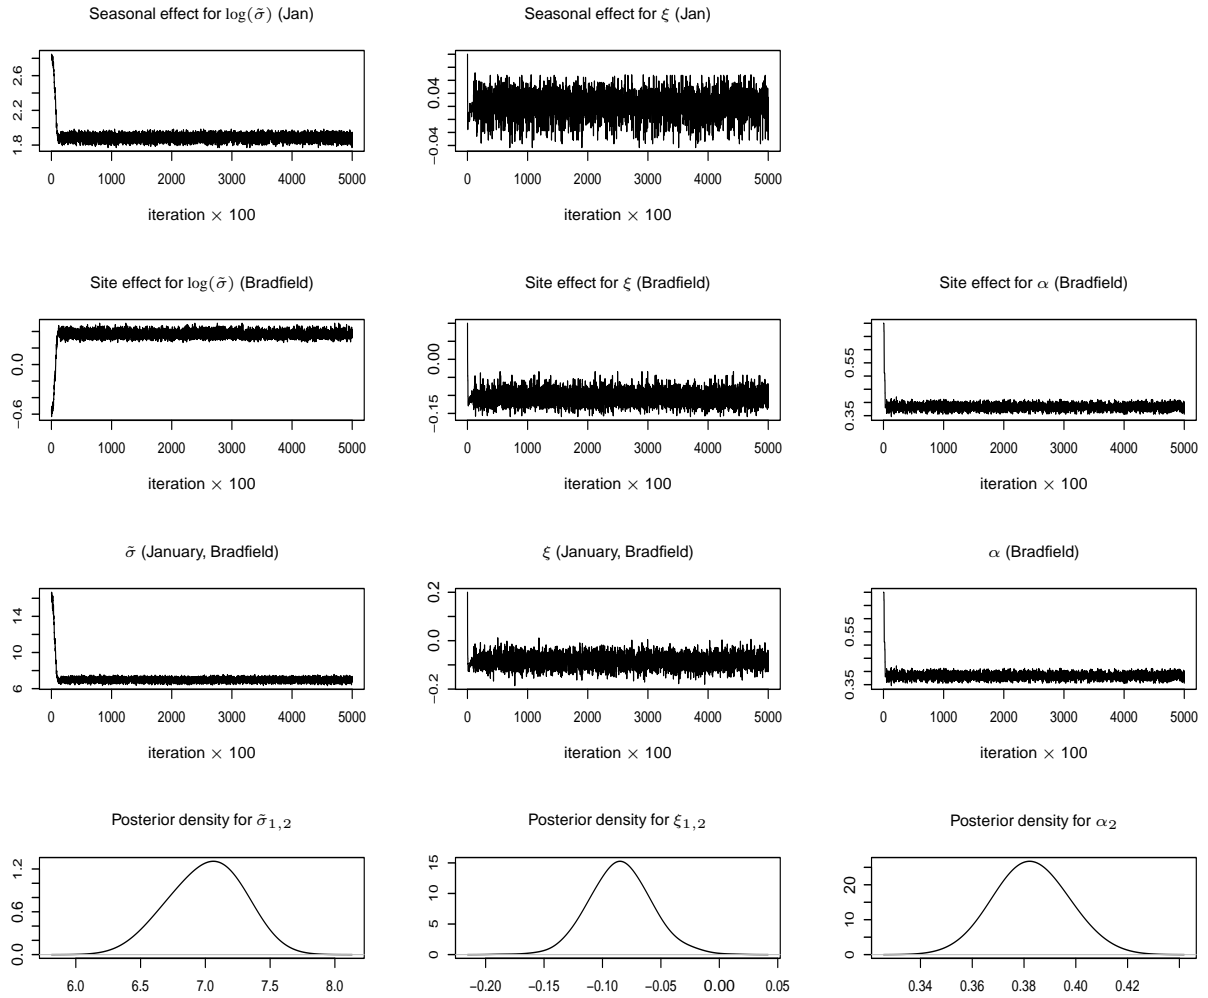 Seasonal effect for log(σ̃) (Jan)
Seasonal effect for ξ (Jan)
1.8 2.2 2.6
−0.04 0.04
0 1000 2000 3000 4000 5000
0 1000 2000 3000 4000 5000
iteration × 100
iteration × 100
Site effect for log(σ̃) (Bradfield)
Site effect for ξ (Bradfield)
Site effect for α (Bradfield)
−0.6 0.0
−0.15 0.00
0.35 0.55
0 1000 2000 3000 4000 5000
0 1000 2000 3000 4000 5000
0 1000 2000 3000 4000 5000
iteration × 100
iteration × 100
iteration × 100
σ̃ (January, Bradfield)
ξ (January, Bradfield)
α (Bradfield)
6 10 14
−0.2 0.0 0.2
0.35 0.55
0 1000 2000 3000 4000 5000
0 1000 2000 3000 4000 5000
0 1000 2000 3000 4000 5000
iteration × 100
iteration × 100
iteration × 100
Posterior density for σ̃₁,₂
Posterior density for ξ₁,₂
Posterior density for α₂
0.0 0.6 1.2
0 5 10 15
0 10 20
6.0 6.5 7.0 7.5 8.0
−0.20 −0.15 −0.10 −0.05 0.00 0.05
0.34 0.36 0.38 0.40 0.42